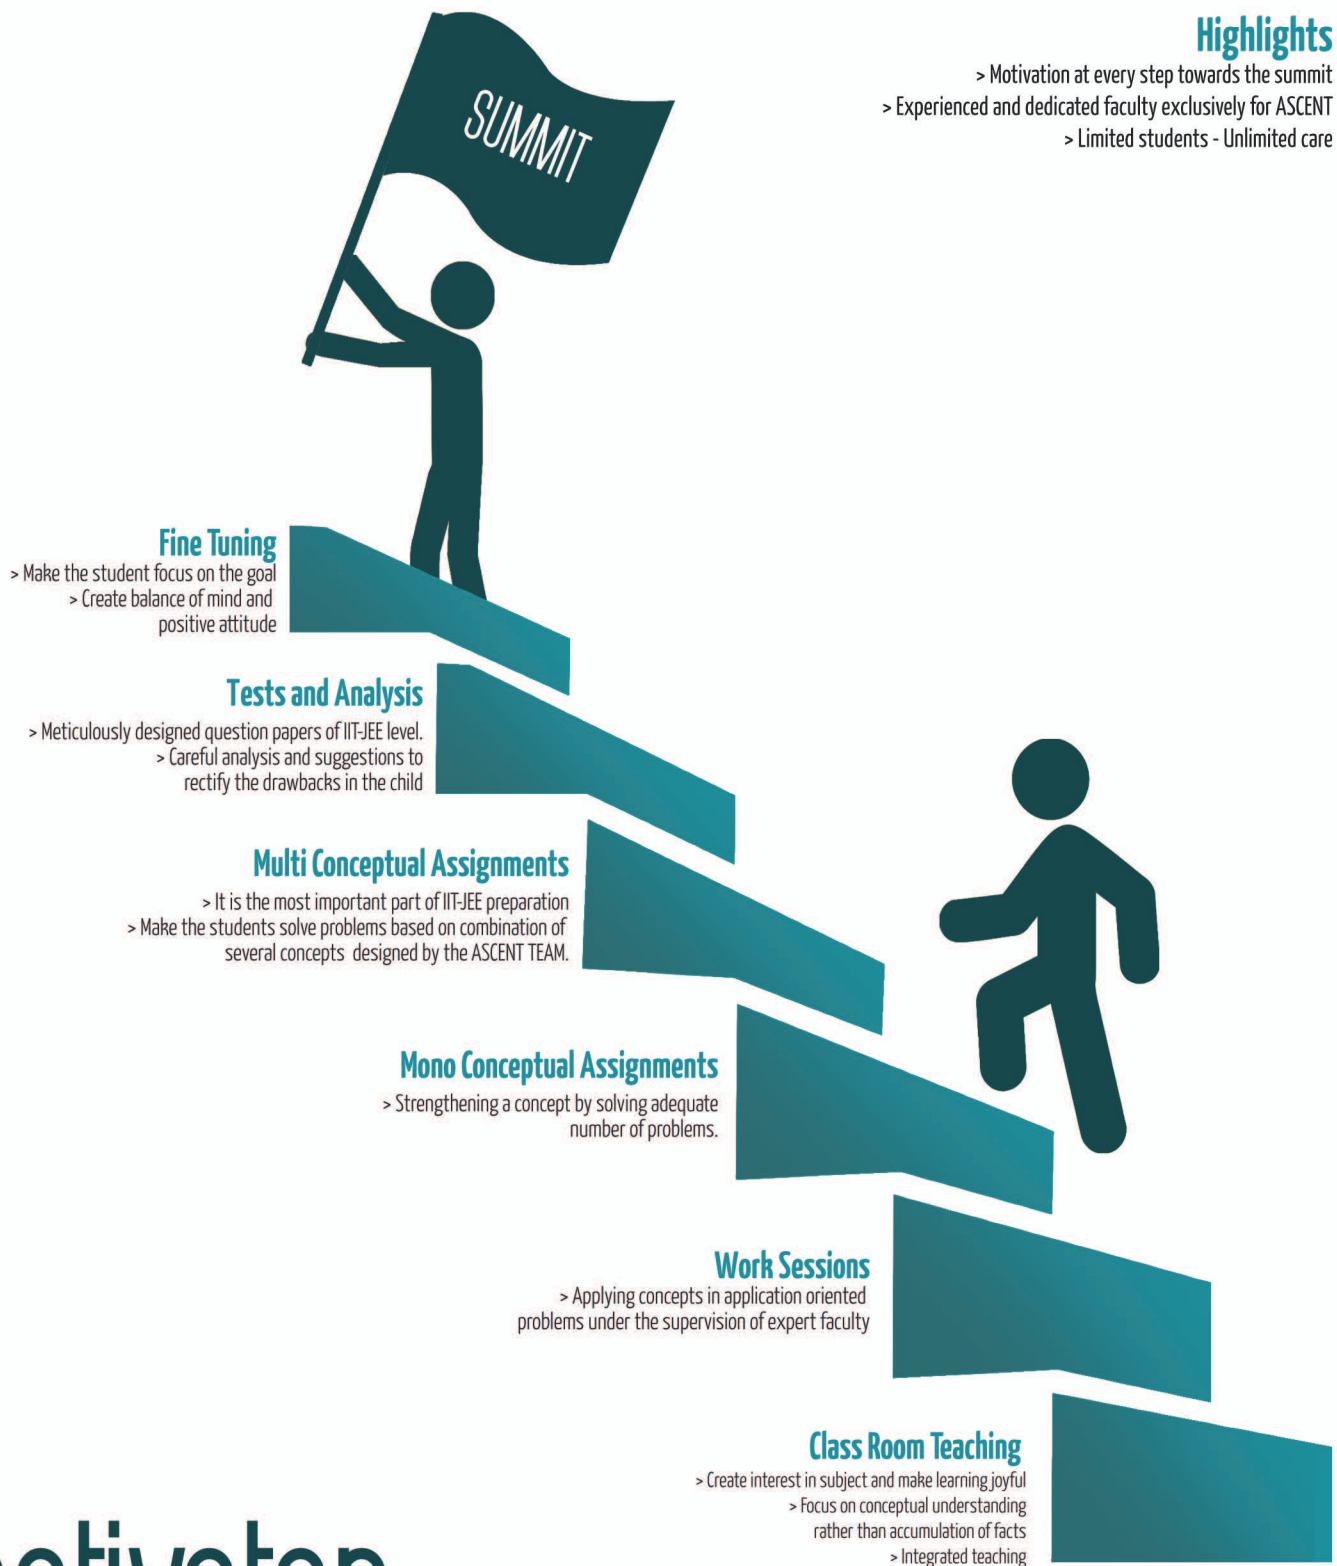 Highlights
> Motivation at every step towards the summit
> Experienced and dedicated faculty exclusively for ASCENT
> Limited students - Unlimited care
SUMMIT
Fine Tuning
> Make the student focus on the goal
> Create balance of mind and
positive attitude
Tests and Analysis
> Meticulously designed question papers of IIT-JEE level.
> Careful analysis and suggestions to
rectify the drawbacks in the child
Multi Conceptual Assignments
> It is the most important part of IIT-JEE preparation
> Make the students solve problems based on combination of
several concepts designed by the ASCENT TEAM.
Mono Conceptual Assignments
> Strengthening a concept by solving adequate
number of problems.
Work Sessions
> Applying concepts in application oriented
problems under the supervision of expert faculty
Class Room Teaching
> Create interest in subject and make learning joyful
> Focus on conceptual understanding
rather than accumulation of facts
> Integrated teaching